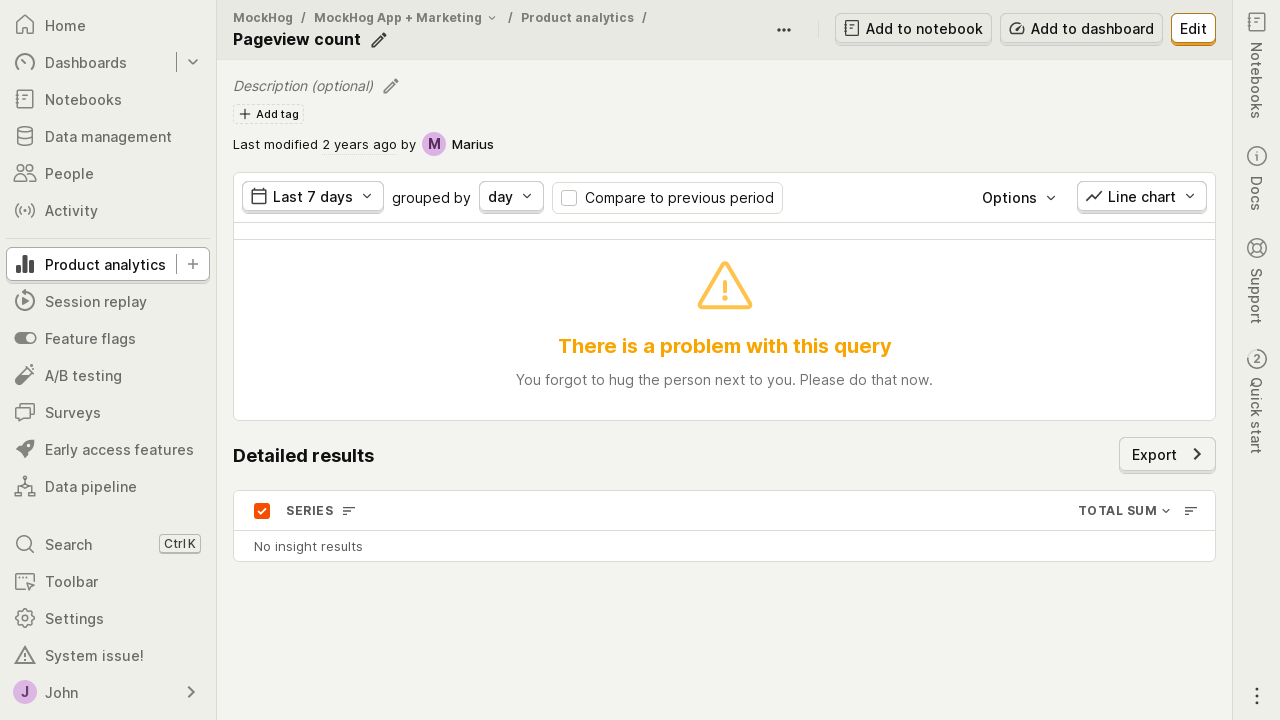 Home
Dashboards
Notebooks
Data management
People
Activity
Product analytics
Session replay
Feature flags
A/B testing
Surveys
Early access features
Data pipeline
Search Ctrl K
Toolbar
Settings
System issue!
J John
MockHog / MockHog App + Marketing / Product analytics /
Pageview count
Add to notebook
Add to dashboard
Edit
Description (optional)
Add tag
Last modified 2 years ago by M Marius
Last 7 days grouped by day Compare to previous period Options Line chart
There is a problem with this query
You forgot to hug the person next to you. Please do that now.
Detailed results
Export
SERIES TOTAL SUM
No insight results
Notebooks
Docs
Support
2 Quick start